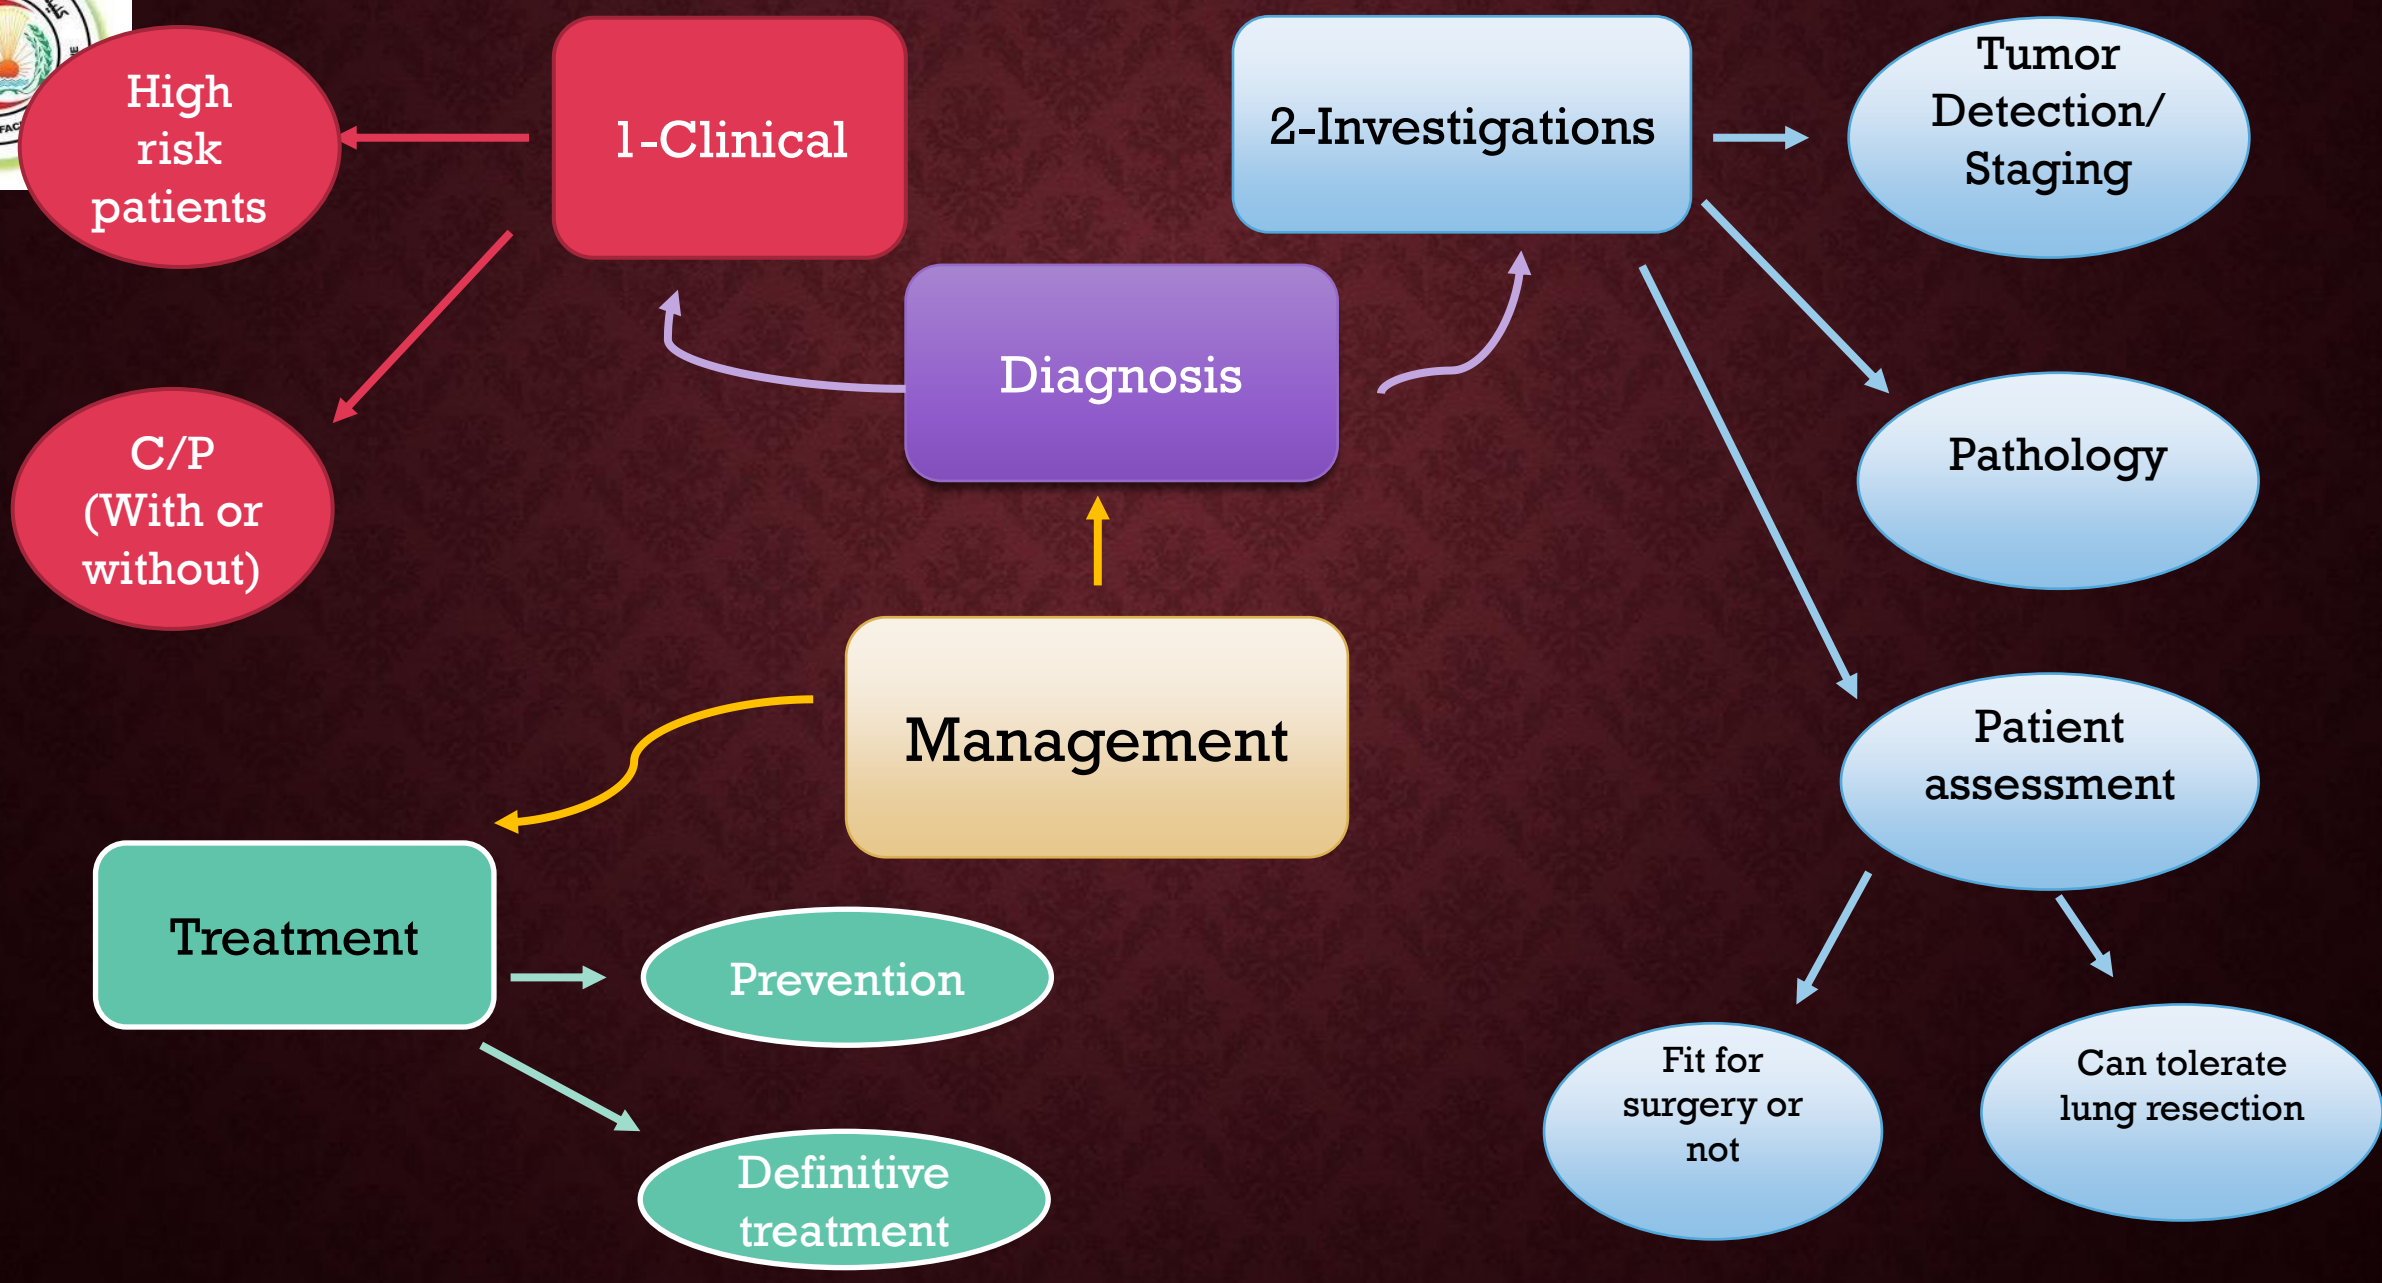 High
risk
patients
1-Clinical
2-Investigations
Tumor
Detection/
Staging
Diagnosis
C/P
(With or
without)
Pathology
Management
Patient
assessment
Treatment
Prevention
Definitive
treatment
Fit for
surgery or
not
Can tolerate
lung resection